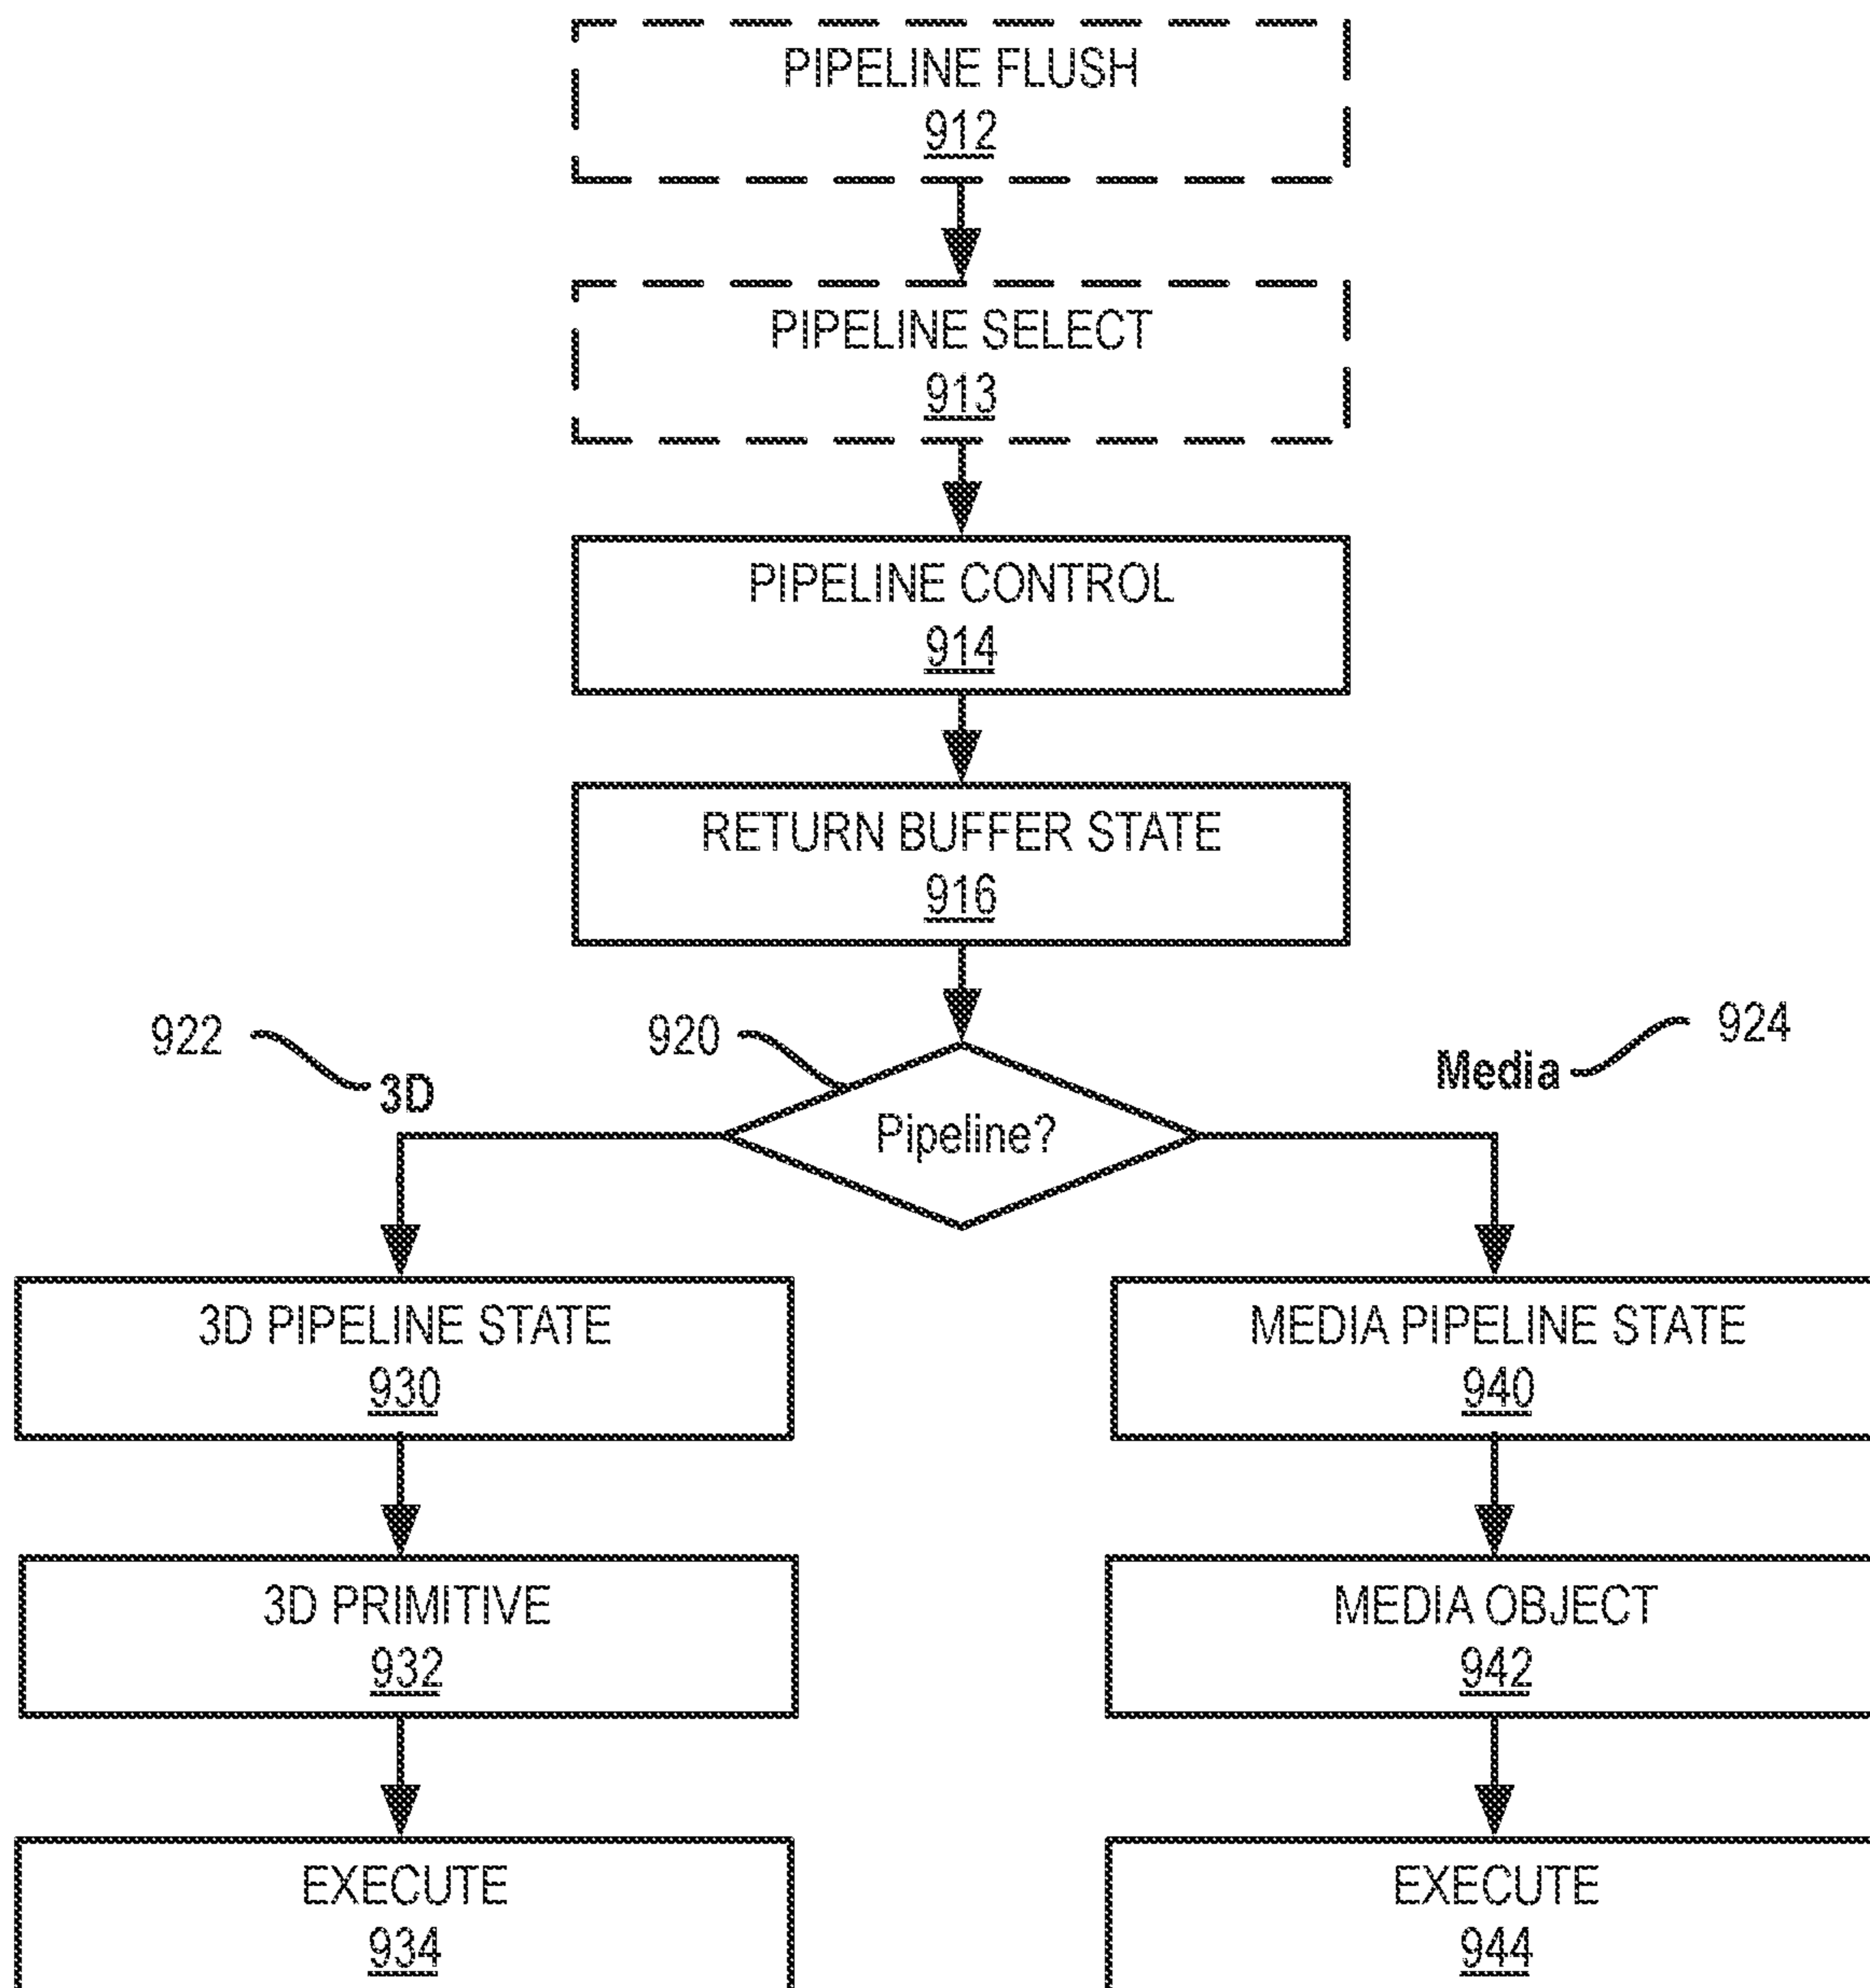 PIPELINE FLUSH
912
PIPELINE SELECT
913
PIPELINE CONTROL
914
RETURN BUFFER STATE
916
922
920
924
3D
Media
Pipeline?
3D PIPELINE STATE
930
MEDIA PIPELINE STATE
940
3D PRIMITIVE
932
MEDIA OBJECT
942
EXECUTE
934
EXECUTE
944